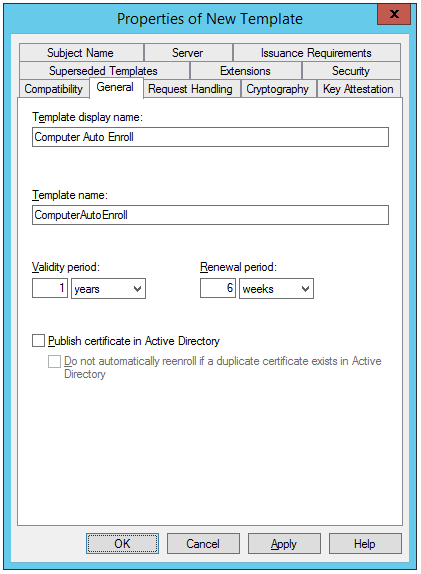 Properties of New Template
x
Subject Name Server Issuance Requirements
Superseded Templates Extensions Security
Compatibility General Request Handling Cryptography Key Attestation
Template display name:
Computer Auto Enroll
Template name:
ComputerAutoEnroll
Validity period: Renewal period:
1 years 6 weeks
Publish certificate in Active Directory
Do not automatically reenroll if a duplicate certificate exists in Active
Directory
OK Cancel Apply Help